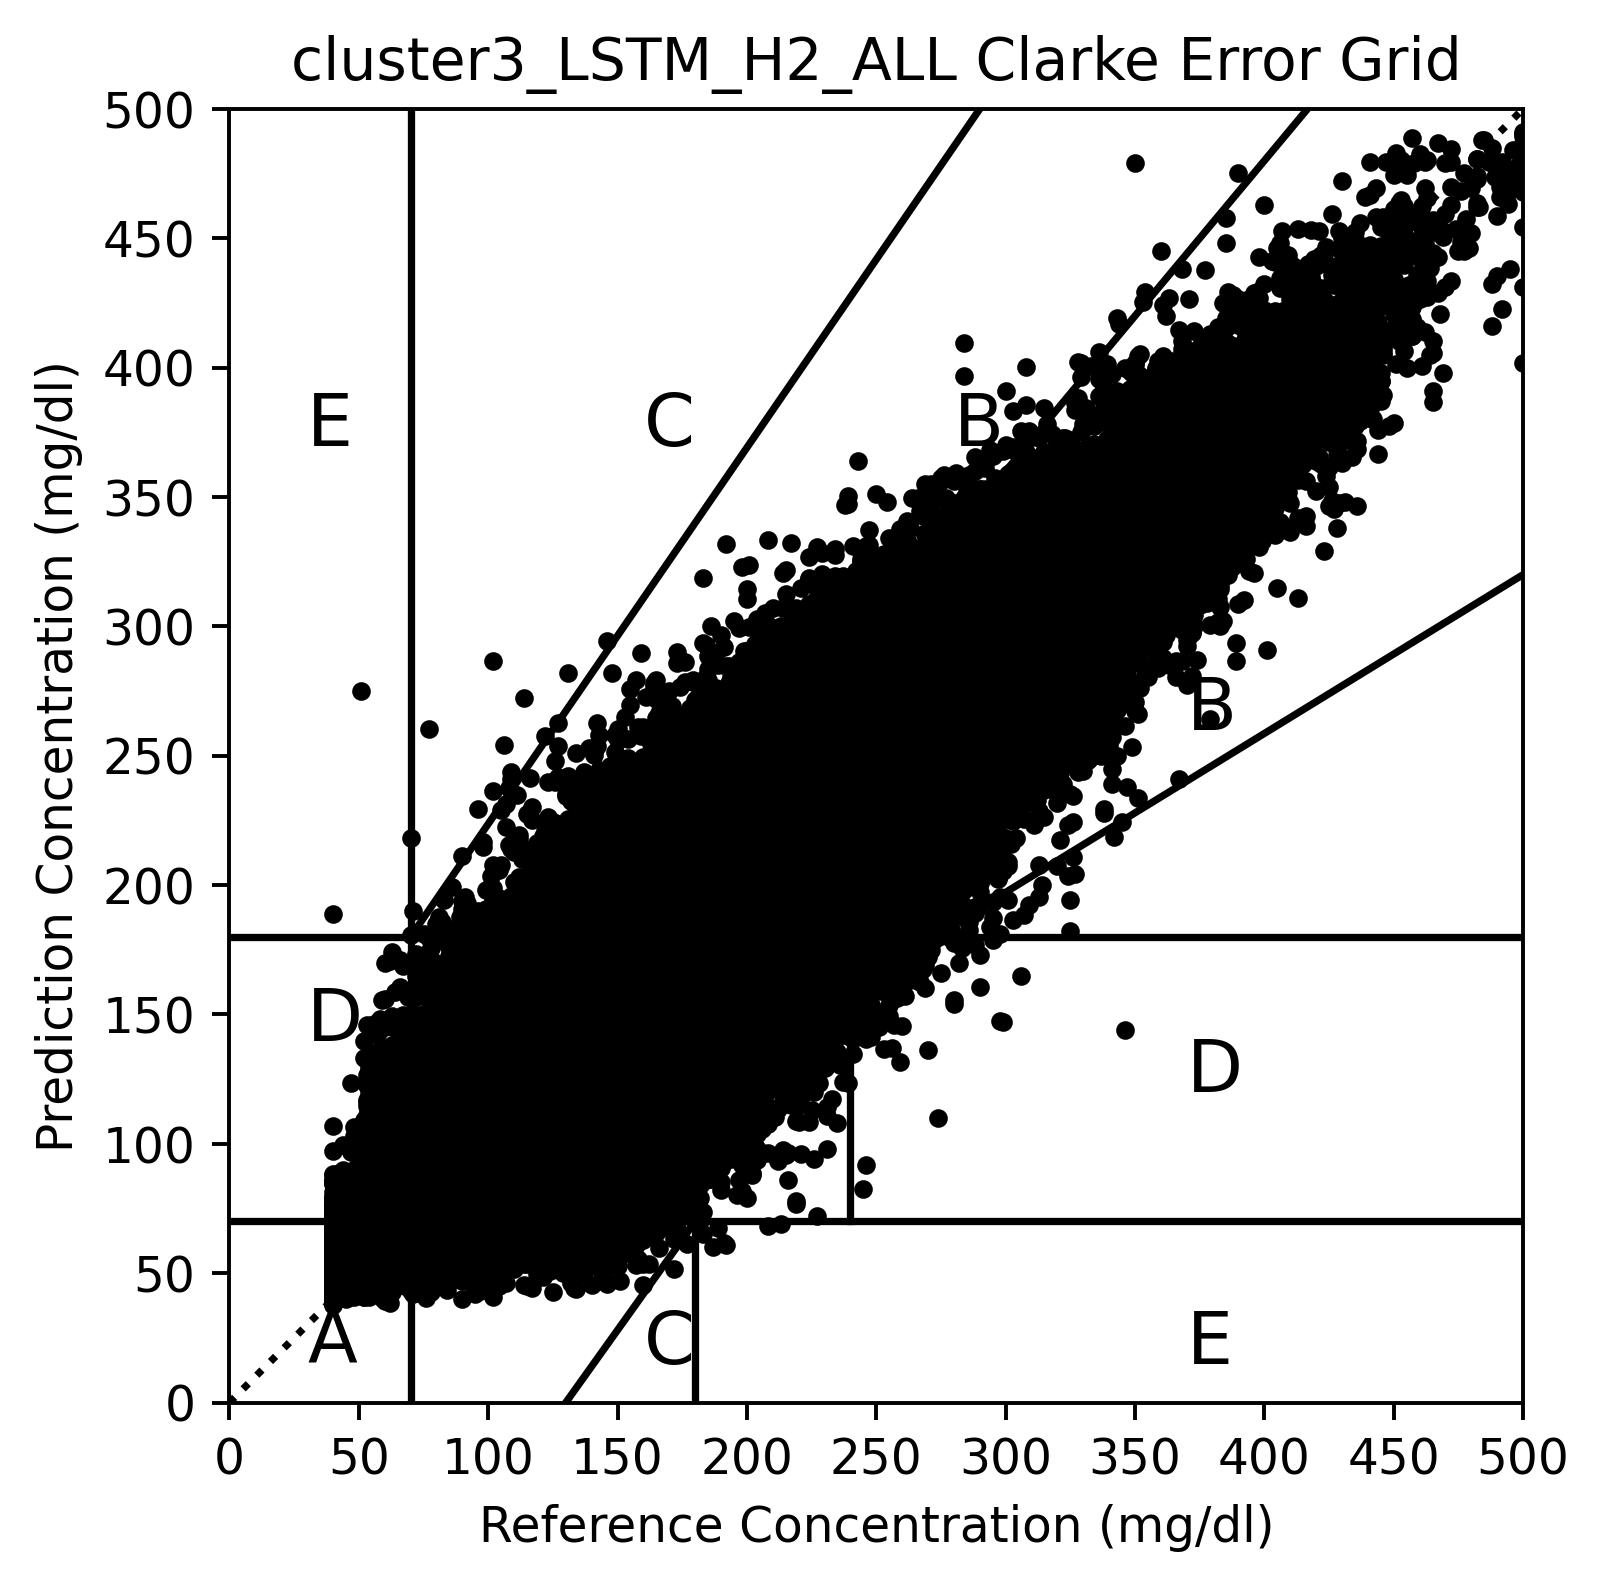 cluster3_LSTM_H2_ALL Clarke Error Grid
Prediction Concentration (mg/dl)
500
450
400
350
300
250
200
150
100
50
0
E
C
B
B
D
D
A
C
E
0 50 100 150 200 250 300 350 400 450 500
Reference Concentration (mg/dl)